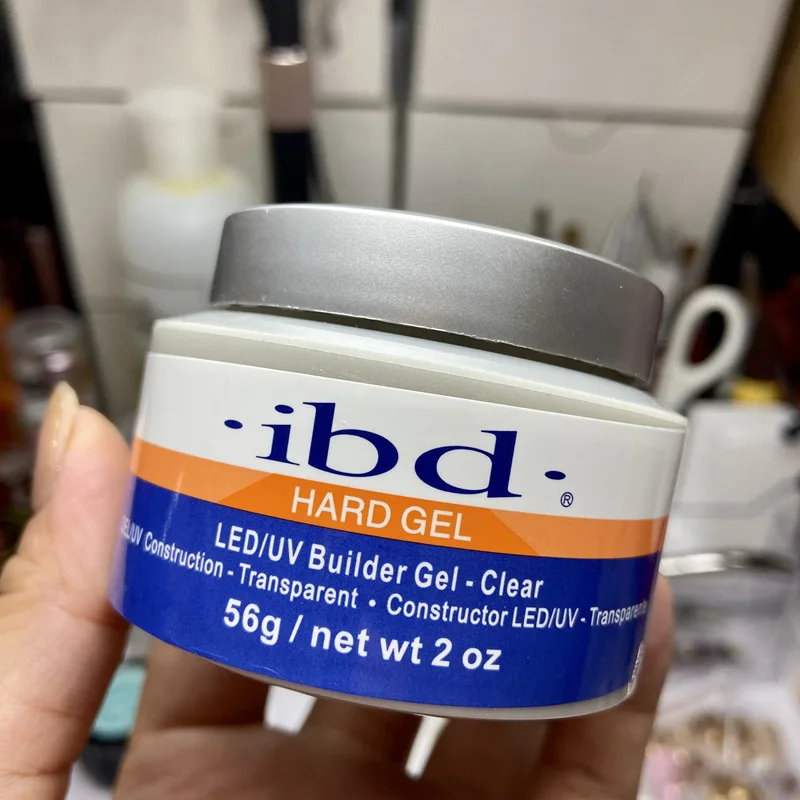 ·ibd·®
HARD GEL
LED/UV Builder Gel - Clear
Construction - Transparent • Constructor LED/UV - Transparente
56g / net wt 2 oz